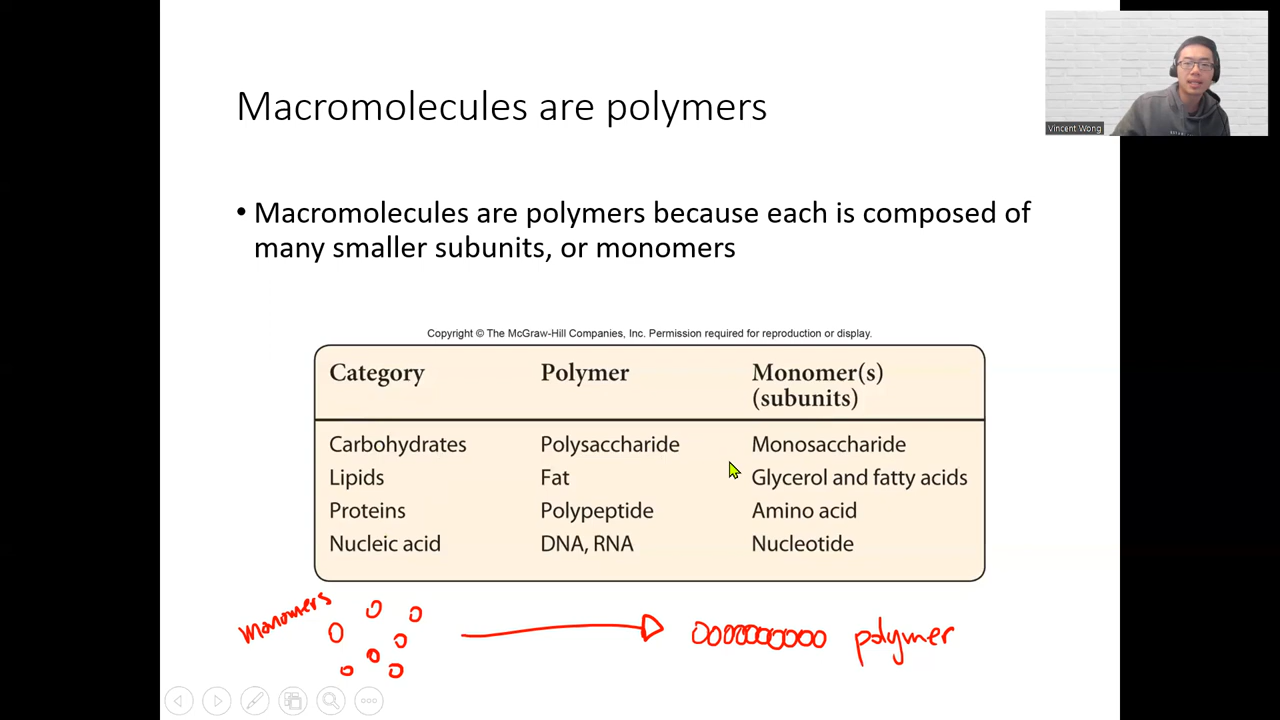 Macromolecules are polymers
Vincent Wong
• Macromolecules are polymers because each is composed of
many smaller subunits, or monomers
Copyright © The McGraw-Hill Companies, Inc. Permission required for reproduction or display.
Category Polymer Monomer(s)
(subunits)
Carbohydrates Polysaccharide Monosaccharide
Lipids Fat Glycerol and fatty acids
Proteins Polypeptide Amino acid
Nucleic acid DNA, RNA Nucleotide
monomers
polymer